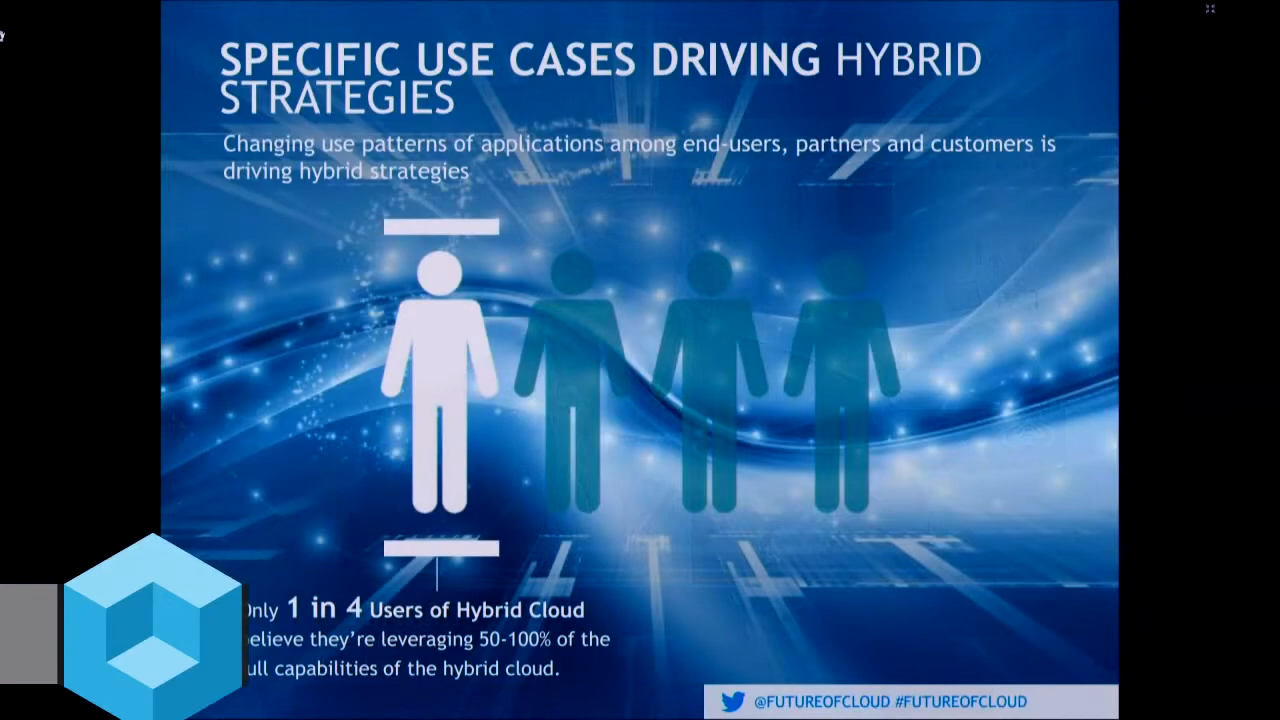 SPECIFIC USE CASES DRIVING HYBRID
STRATEGIES
Changing use patterns of applications among end-users, partners and customers is
driving hybrid strategies
1 in 4 Users of Hybrid Cloud
they're leveraging 50-100% of the
capabilities of the hybrid cloud.
@FUTUREOFCLOUD #FUTUREOFCLOUD